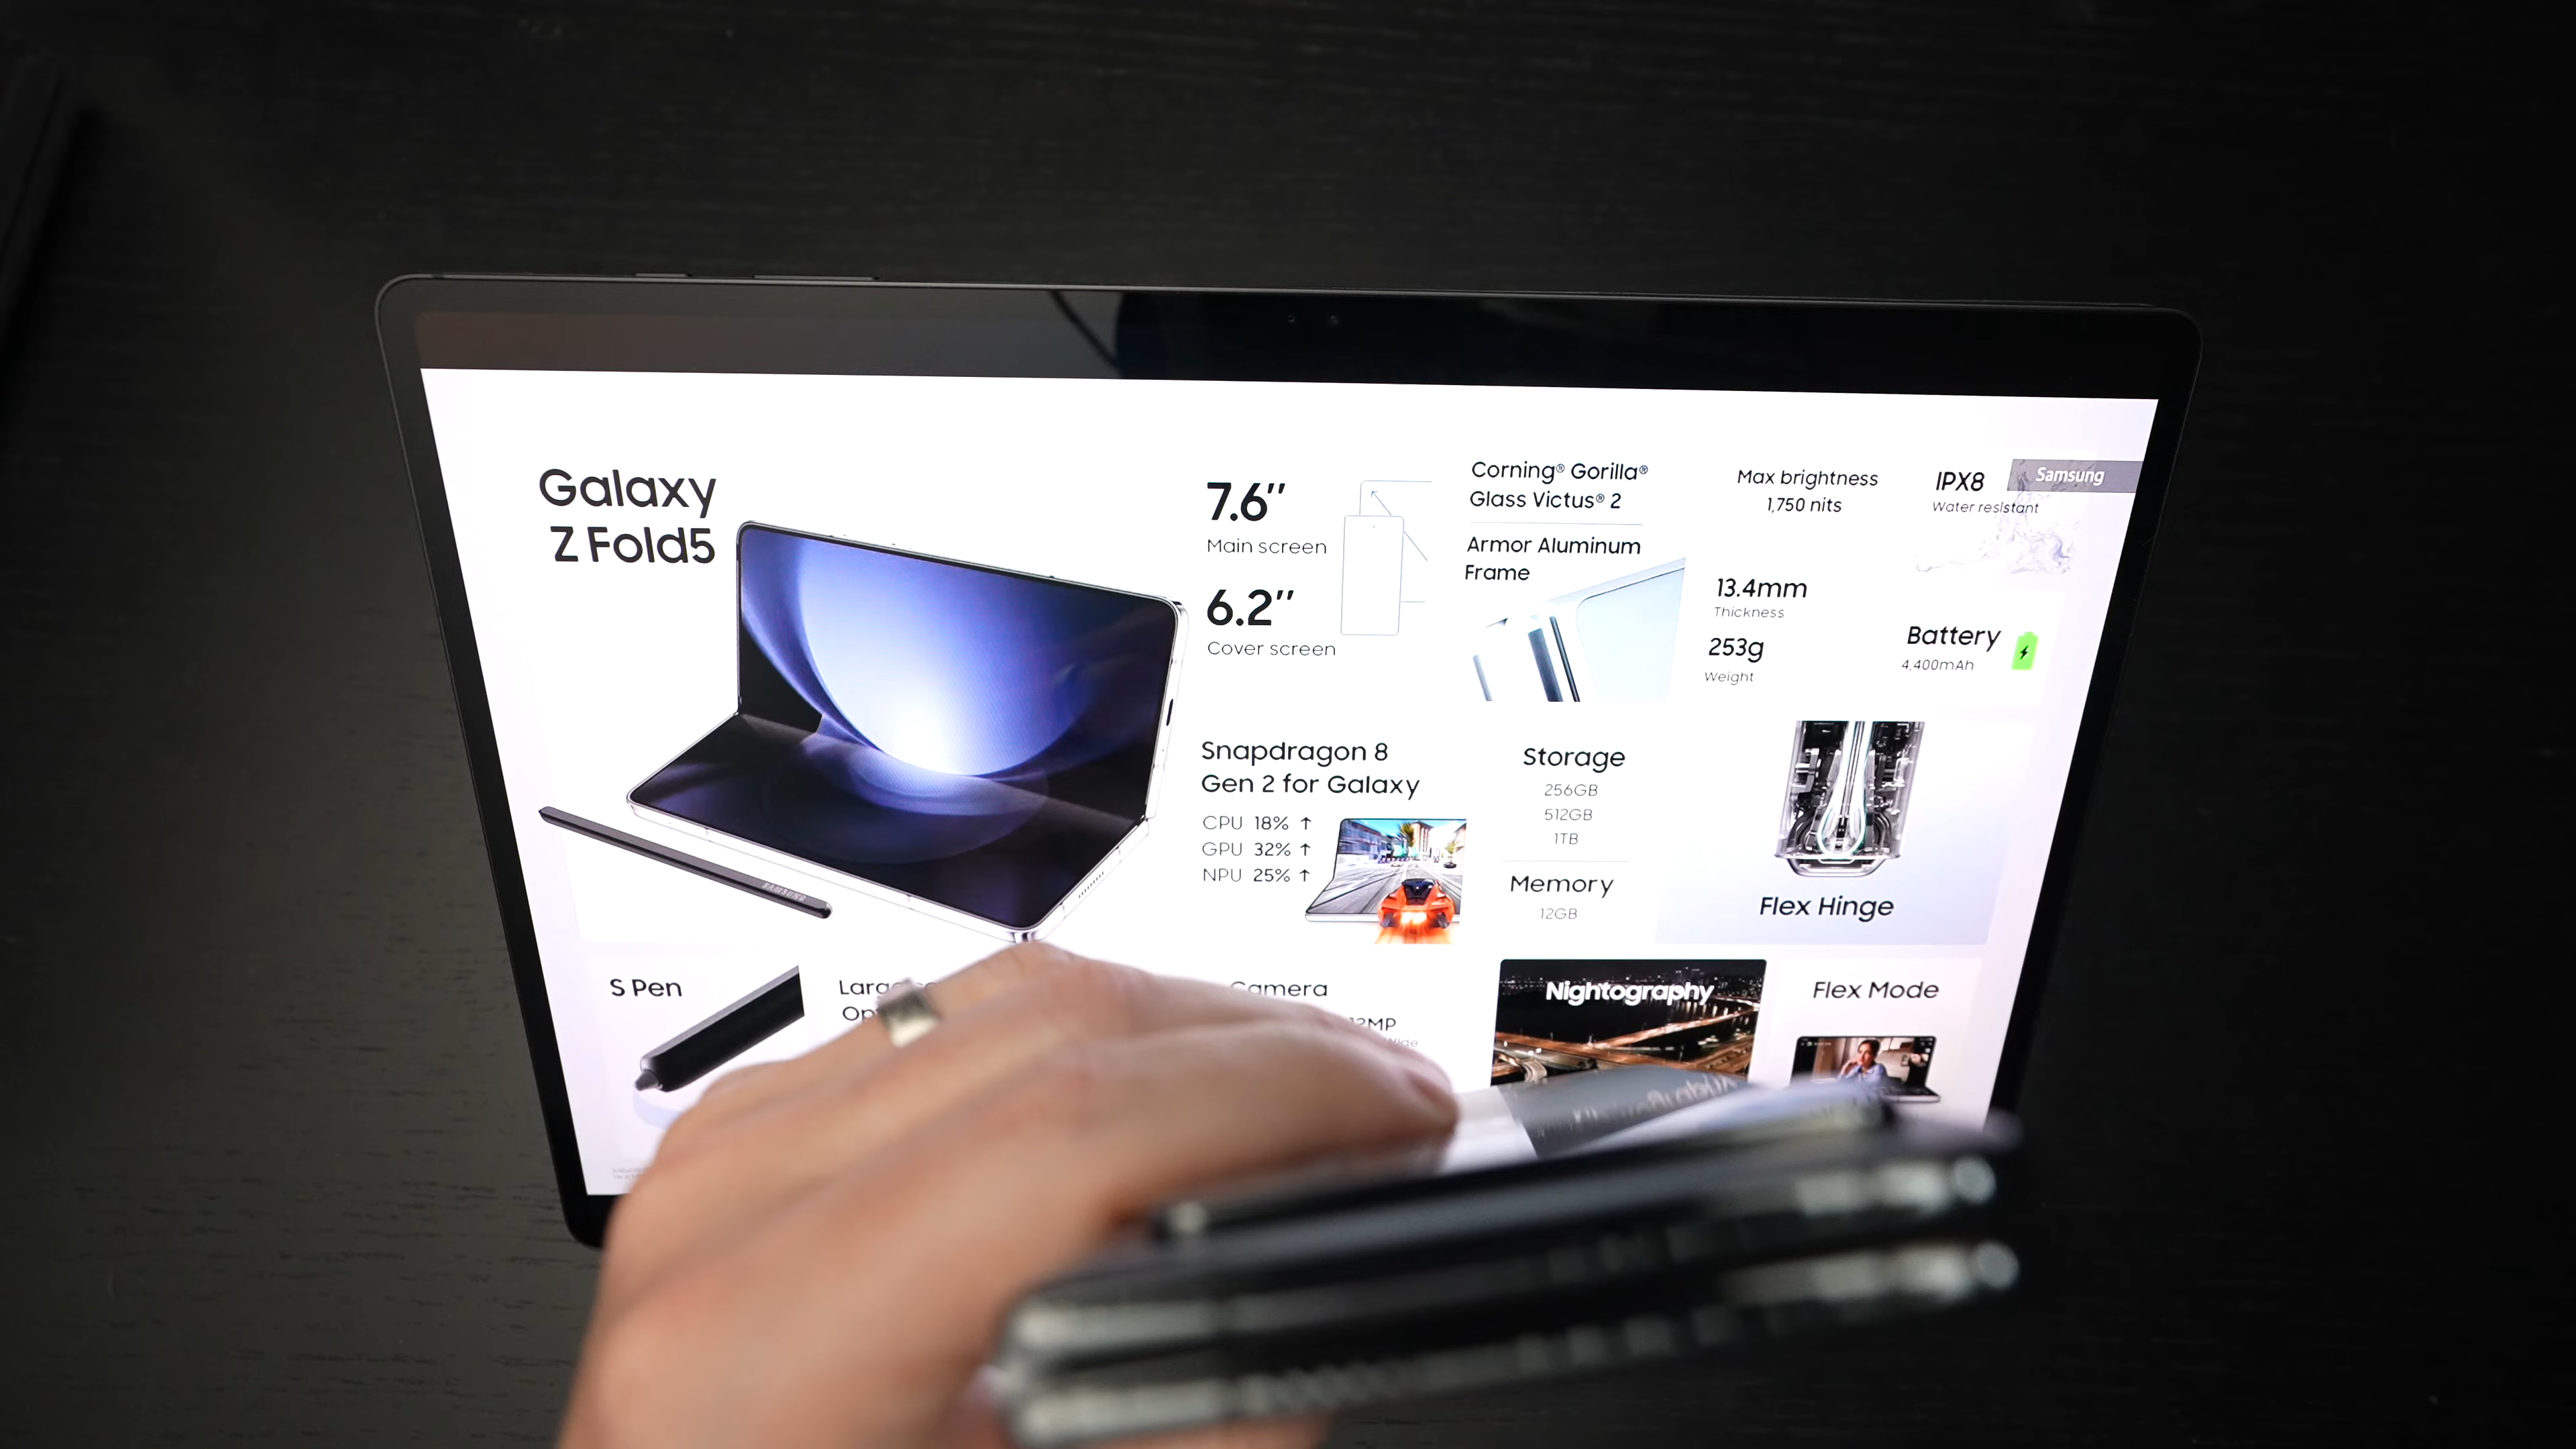 Galaxy
Z Fold5
7.6″
Main screen
6.2″
Cover screen
Corning® Gorilla®
Glass Victus® 2
Armor Aluminum
Frame
Max brightness
1,750 nits
IPX8
Water resistant
Samsung
13.4mm
Thickness
253g
Weight
Battery
4,400mAh
Snapdragon 8
Gen 2 for Galaxy
CPU 18% ↑
GPU 32% ↑
NPU 25% ↑
Storage
256GB
512GB
1TB
Memory
12GB
Flex Hinge
SAMSUNG
S Pen
Camera
12MP
Nightography
Flex Mode